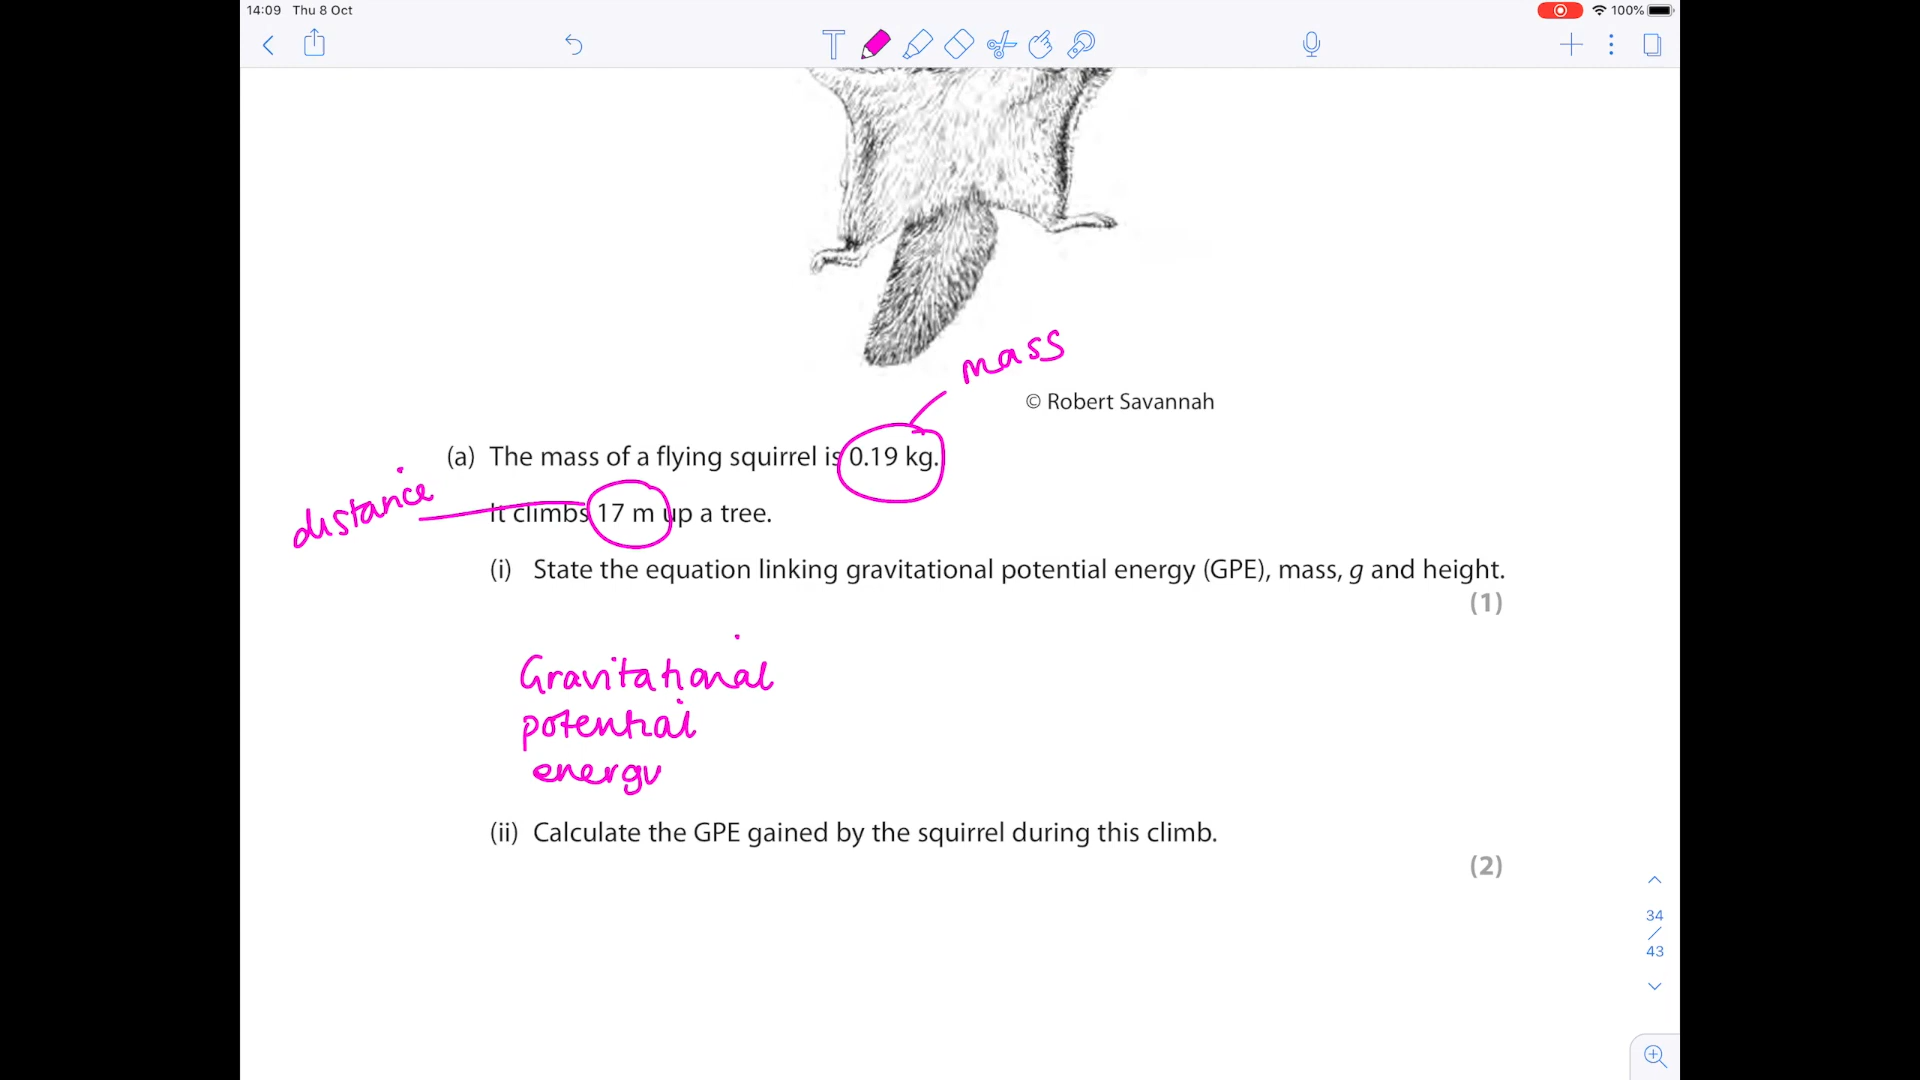 14:09 Thu 8 Oct
100%
T
mass
© Robert Savannah
(a) The mass of a flying squirrel is 0.19 kg.
distance
It climbs 17 m up a tree.
(i) State the equation linking gravitational potential energy (GPE), mass, g and height.
(1)
Gravitational
potential
energy
(ii) Calculate the GPE gained by the squirrel during this climb.
(2)
34
/
43